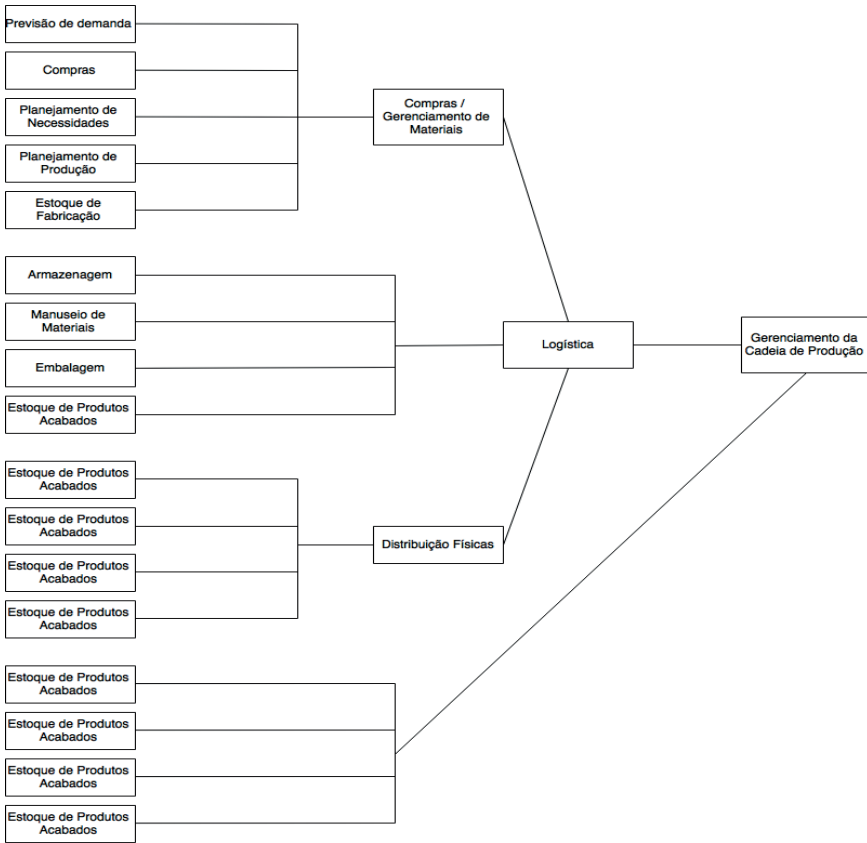 Previsão de demanda
Compras
Planejamento de
Necessidades
Planejamento de
Produção
Estoque de
Fabricação
Compras /
Gerenciamento de
Materiais
Armazenagem
Manuseio de
Materiais
Embalagem
Estoque de Produtos
Acabados
Logística
Gerenciamento da
Cadeia de Produção
Estoque de Produtos
Acabados
Estoque de Produtos
Acabados
Estoque de Produtos
Acabados
Estoque de Produtos
Acabados
Distribuição Físicas
Estoque de Produtos
Acabados
Estoque de Produtos
Acabados
Estoque de Produtos
Acabados
Estoque de Produtos
Acabados